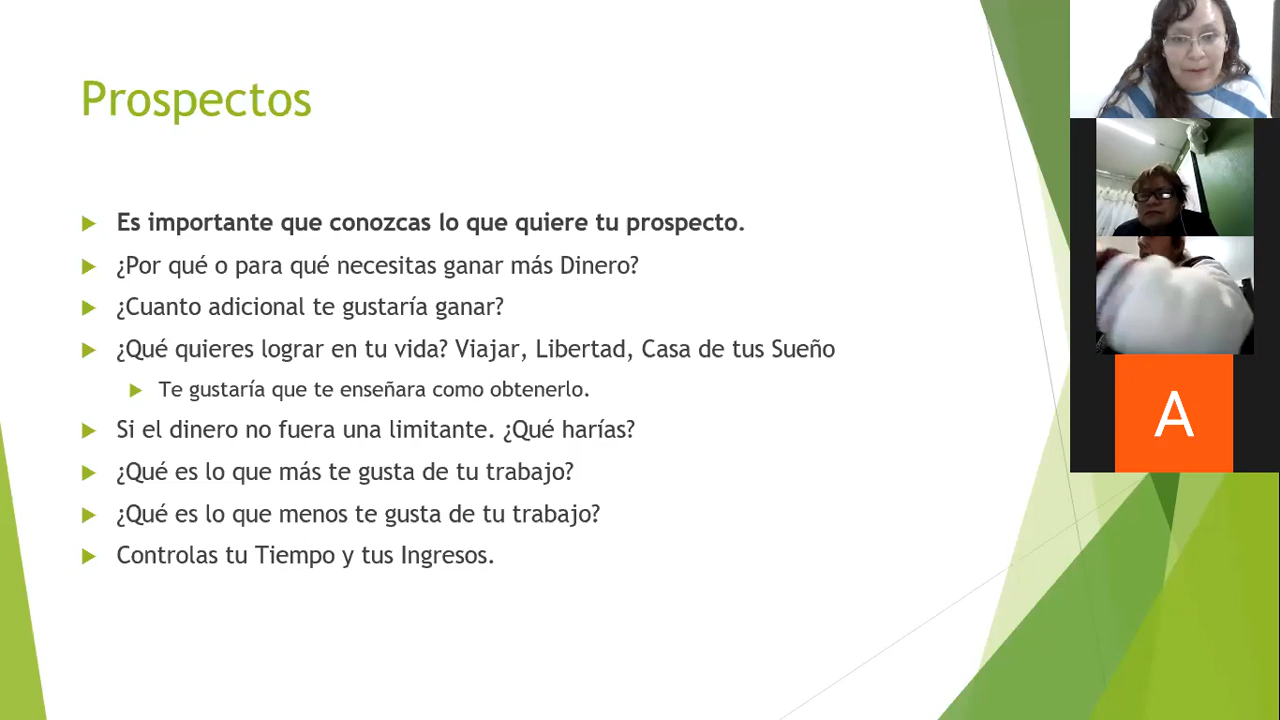 Prospectos
Es importante que conozcas lo que quiere tu prospecto.
¿Por qué o para qué necesitas ganar más Dinero?
¿Cuanto adicional te gustaría ganar?
¿Qué quieres lograr en tu vida? Viajar, Libertad, Casa de tus Sueño
Te gustaría que te enseñara como obtenerlo.
Si el dinero no fuera una limitante. ¿Qué harías?
¿Qué es lo que más te gusta de tu trabajo?
¿Qué es lo que menos te gusta de tu trabajo?
Controlas tu Tiempo y tus Ingresos.
A